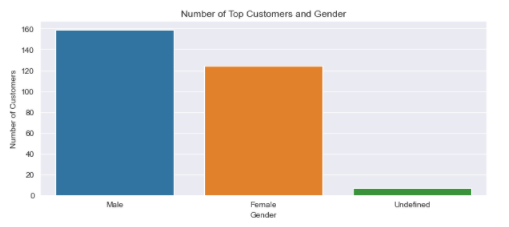 Number of Top Customers and Gender
160
140
120
100
80
60
40
20
0
Number of Customers
Male Female Undefined
Gender